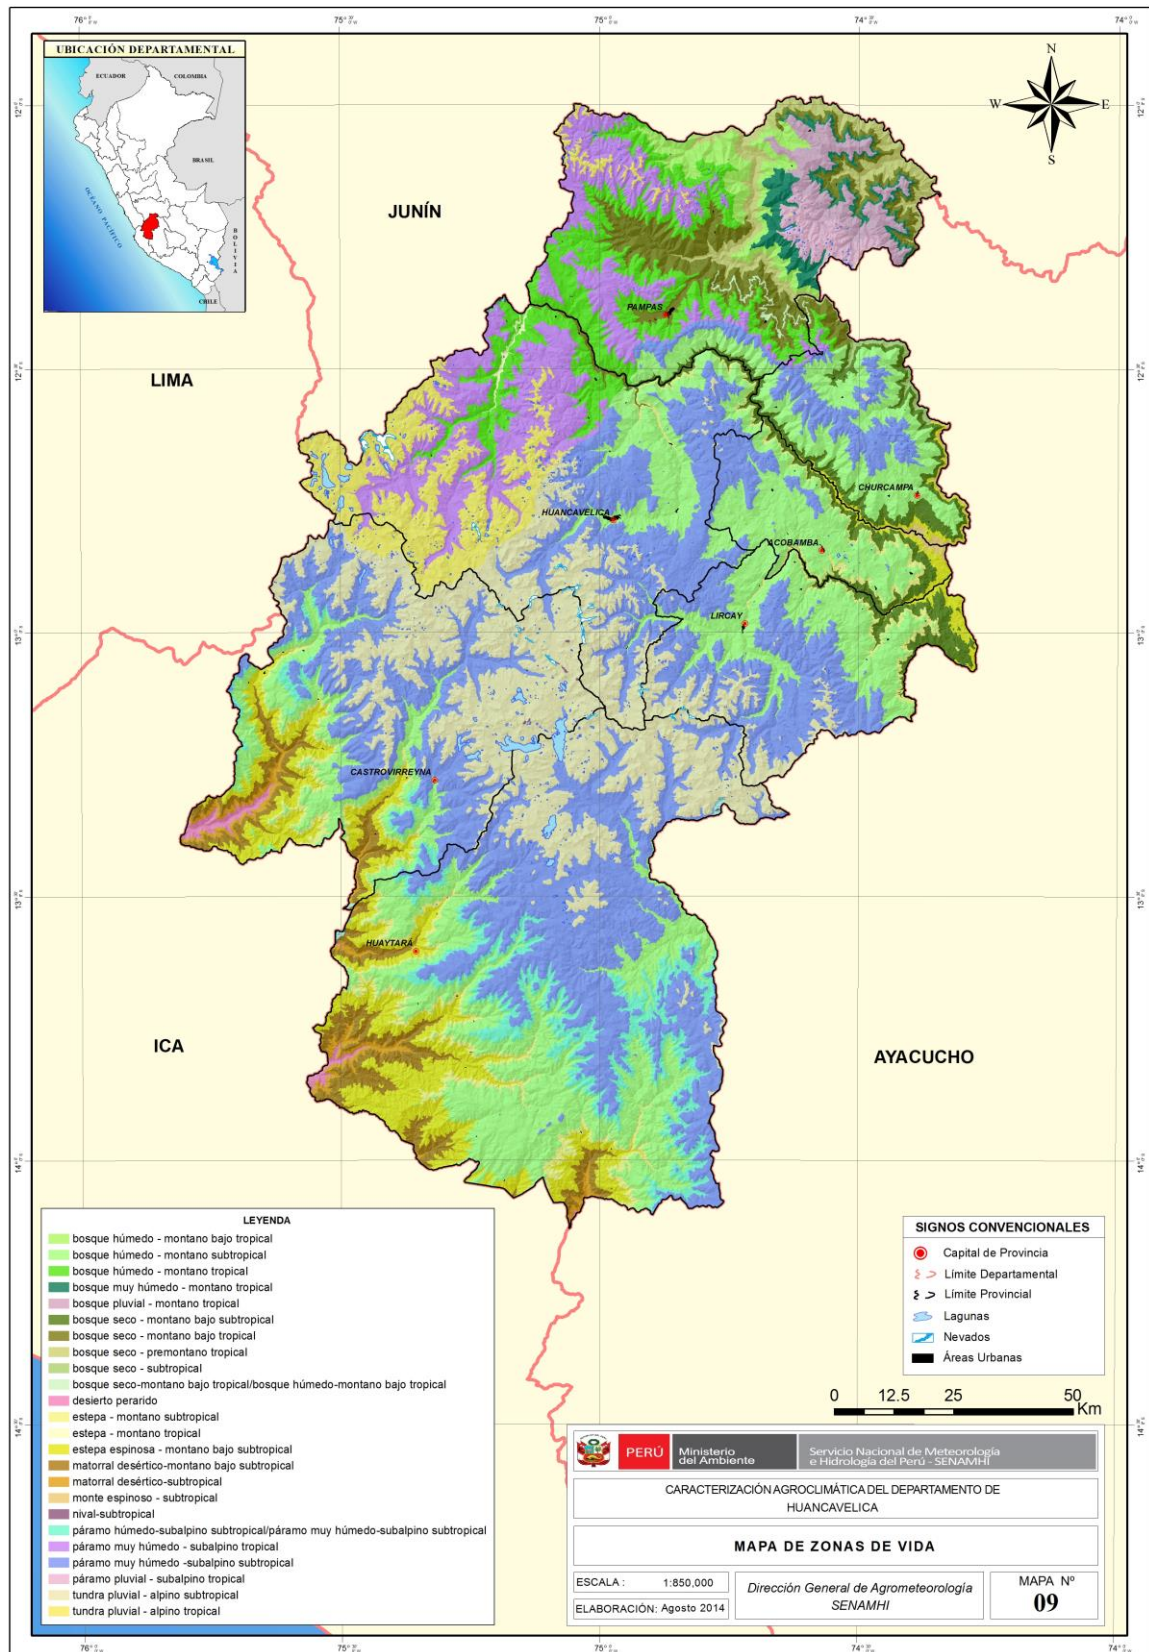 UBICACIÓN DEPARTAMENTAL
ECUADOR
COLOMBIA
BRASIL
OCÉANO PACÍFICO
BOLIVIA
CHILE
N
W
E
S
JUNÍN
LIMA
ICA
AYACUCHO
PAMPAS
CHURCAMPA
HUANCAVELICA
ACOBAMBA
LIRCAY
CASTROVIRREYNA
HUAYTARÁ
LEYENDA
bosque húmedo - montano bajo tropical
bosque húmedo - montano subtropical
bosque húmedo - montano tropical
bosque muy húmedo - montano tropical
bosque pluvial - montano tropical
bosque seco - montano bajo subtropical
bosque seco - montano bajo tropical
bosque seco - premontano tropical
bosque seco - subtropical
bosque seco-montano bajo tropical/bosque húmedo-montano bajo tropical
desierto perarido
estepa - montano subtropical
estepa - montano tropical
estepa espinosa - montano bajo subtropical
matorral desértico-montano bajo subtropical
matorral desértico-subtropical
monte espinoso - subtropical
nival-subtropical
páramo húmedo-subalpino subtropical/páramo muy húmedo-subalpino subtropical
páramo muy húmedo - subalpino tropical
páramo muy húmedo -subalpino subtropical
páramo pluvial - subalpino tropical
tundra pluvial - alpino subtropical
tundra pluvial - alpino tropical
SIGNOS CONVENCIONALES
Capital de Provincia
Límite Departamental
Límite Provincial
Lagunas
Nevados
Áreas Urbanas
0 12.5 25 50
Km
PERÚ
Ministerio
del Ambiente
Servicio Nacional de Meteorología
e Hidrología del Perú - SENAMHI
CARACTERIZACIÓN AGROCLIMÁTICA DEL DEPARTAMENTO DE
HUANCAVELICA
MAPA DE ZONAS DE VIDA
ESCALA : 1:850,000
ELABORACIÓN: Agosto 2014
Dirección General de Agrometeorología
SENAMHI
MAPA Nº
09